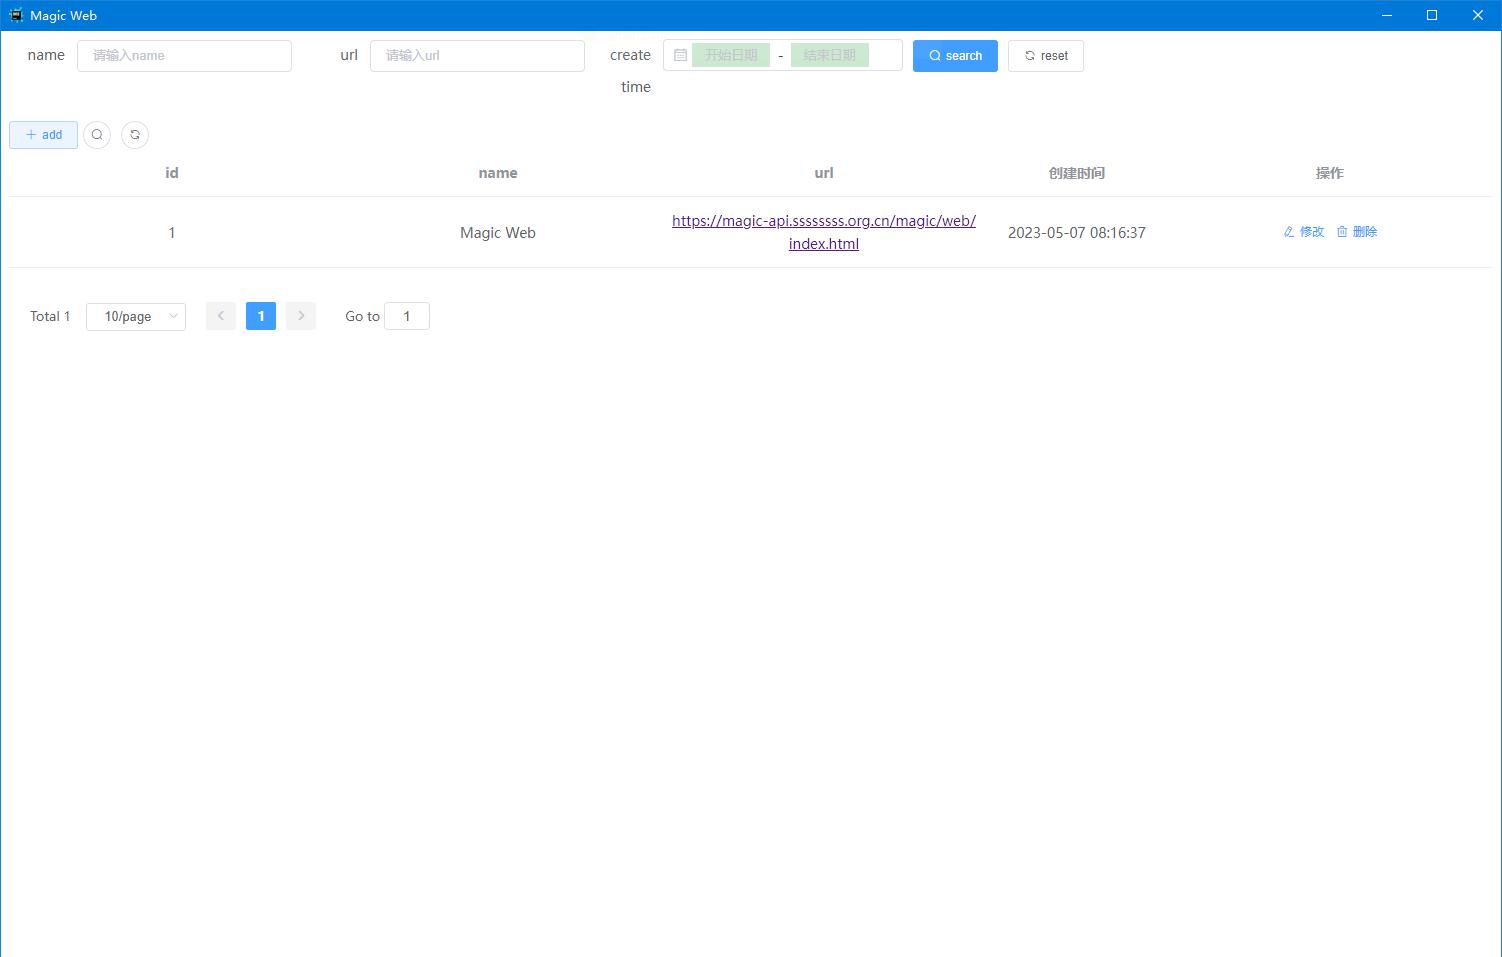 Magic Web
name 请输入name url 请输入url create time 开始日期 - 结束日期 search reset
add
id name url 创建时间 操作
1 Magic Web https://magic-api.ssssssss.org.cn/magic/web/index.html 2023-05-07 08:16:37 修改 删除
Total 1 10/page 1 Go to 1